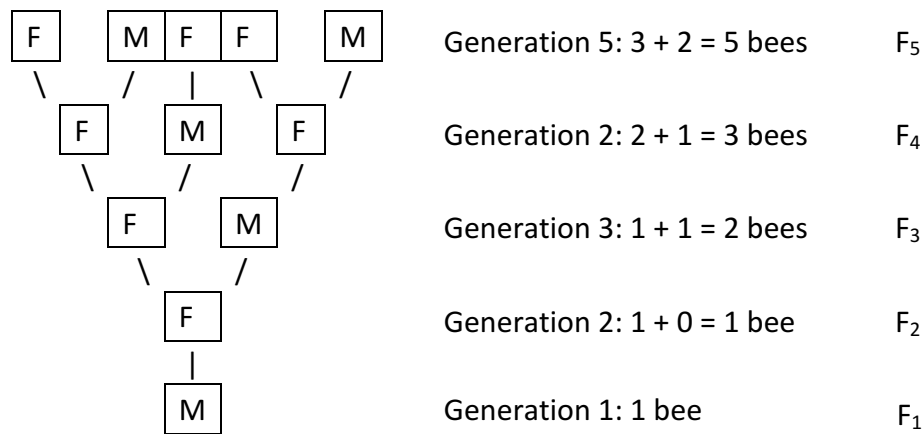 F M F F M Generation 5: 3 + 2 = 5 bees F₅
F M F Generation 2: 2 + 1 = 3 bees F₄
F M Generation 3: 1 + 1 = 2 bees F₃
F Generation 2: 1 + 0 = 1 bee F₂
M Generation 1: 1 bee F₁